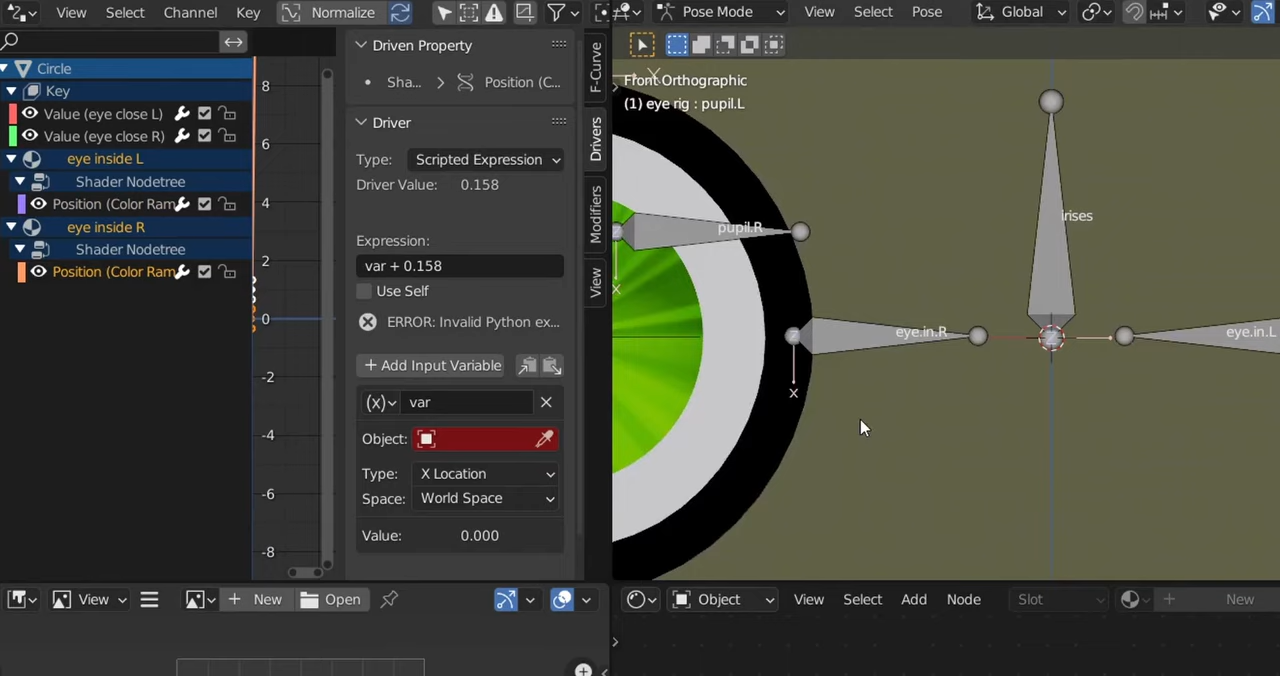 View Select Channel Key Normalize
Driven Property
Sha... Position (C...
Driver
Type: Scripted Expression
Driver Value: 0.158
Expression:
var + 0.158
Use Self
ERROR: Invalid Python ex...
Add Input Variable
(x) var
Object:
Type: X Location
Space: World Space
Value: 0.000
Circle
Key
Value (eye close L)
Value (eye close R)
eye inside L
Shader Nodetree
Position (Color Ram
eye inside R
Shader Nodetree
Position (Color Ram
8
6
4
2
0
-2
-4
-6
-8
F-Curve
Drivers
Modifiers
View
Pose Mode View Select Pose Global
Front Orthographic
(1) eye rig : pupil.L
X
irises
pupil.R
x
eye.in.R
eye.in.L
x
View New Open
Object View Select Add Node Slot New